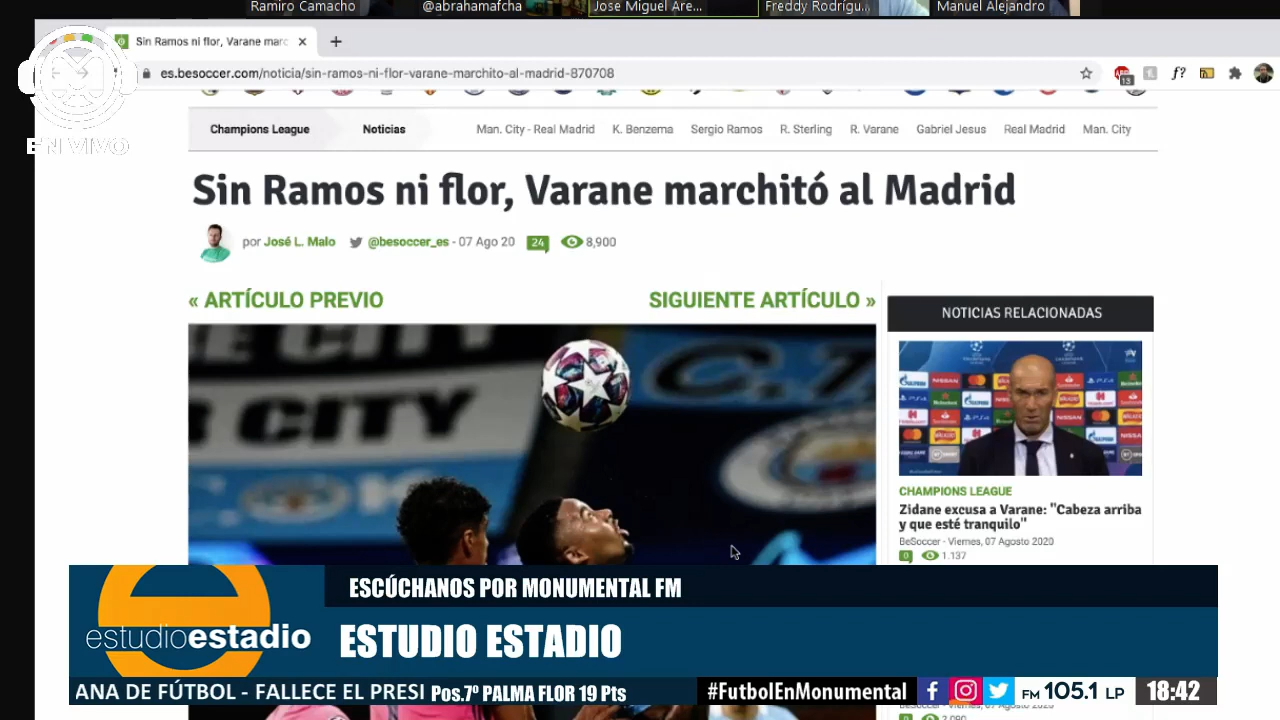 Ramiro Camacho
@abrahamafcha
Jose Miguel Are...
Freddy Rodrígu...
Manuel Alejandro
Sin Ramos ni flor, Varane marc
es.besoccer.com/noticia/sin-ramos-ni-flor-varane-marchito-al-madrid-870708
13
f?
EN VIVO
Champions League
Noticias
Man. City - Real Madrid
K. Benzema
Sergio Ramos
R. Sterling
R. Varane
Gabriel Jesus
Real Madrid
Man. City
Sin Ramos ni flor, Varane marchitó al Madrid
por José L. Malo @besoccer_es - 07 Ago 20 24 8,900
« ARTÍCULO PREVIO
SIGUIENTE ARTÍCULO »
NOTICIAS RELACIONADAS
CHAMPIONS LEAGUE
Zidane excusa a Varane: "Cabeza arriba
y que esté tranquilo"
BeSoccer - Viernes, 07 Agosto 2020
0 1.137
ESCÚCHANOS POR MONUMENTAL FM
estudioestadio
ESTUDIO ESTADIO
ANA DE FÚTBOL - FALLECE EL PRESI
Pos.7º PALMA FLOR 19 Pts
#FutbolEnMonumental
FM 105.1 LP
18:42